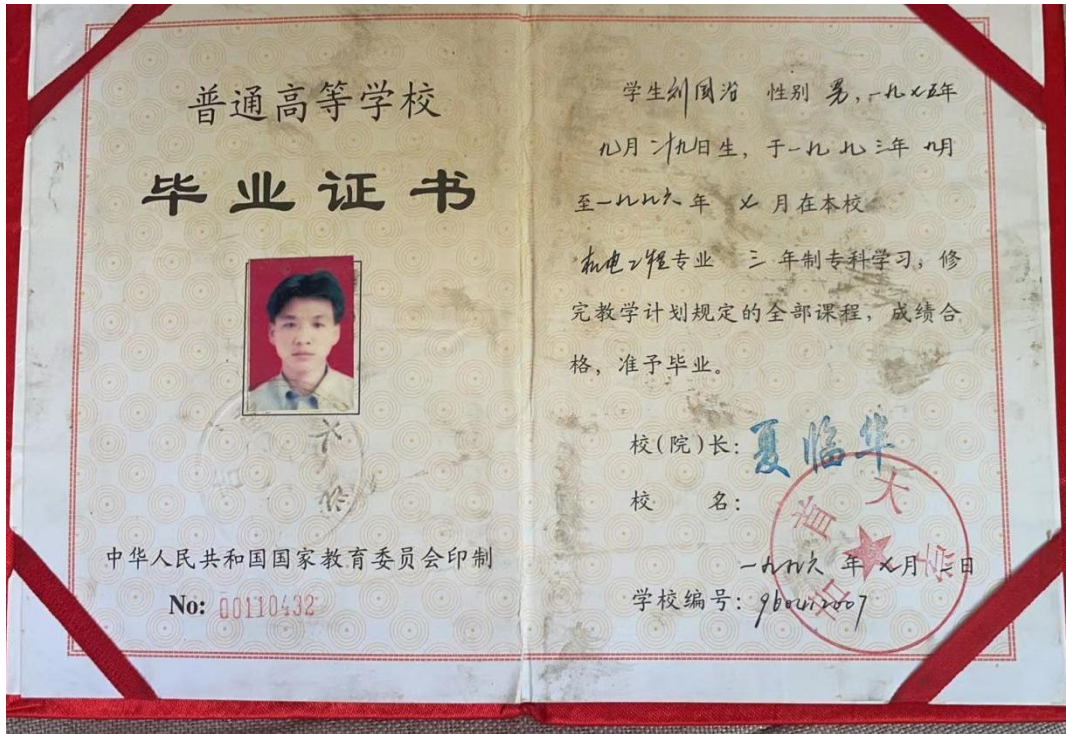 普通高等学校
毕业证书
中华人民共和国国家教育委员会印制
No: 00110432
学生刘国治 性别 男,一九七五年
九月二十九日生,于一九九三年 九月
至一九九六年 七 月在本校
机电工程专业 三 年制专科学习,修
完教学计划规定的全部课程,成绩合
格,准予毕业。
校(院)长:夏临华
校 名:
吉首大学
一九九六 年 七月 日
学校编号: